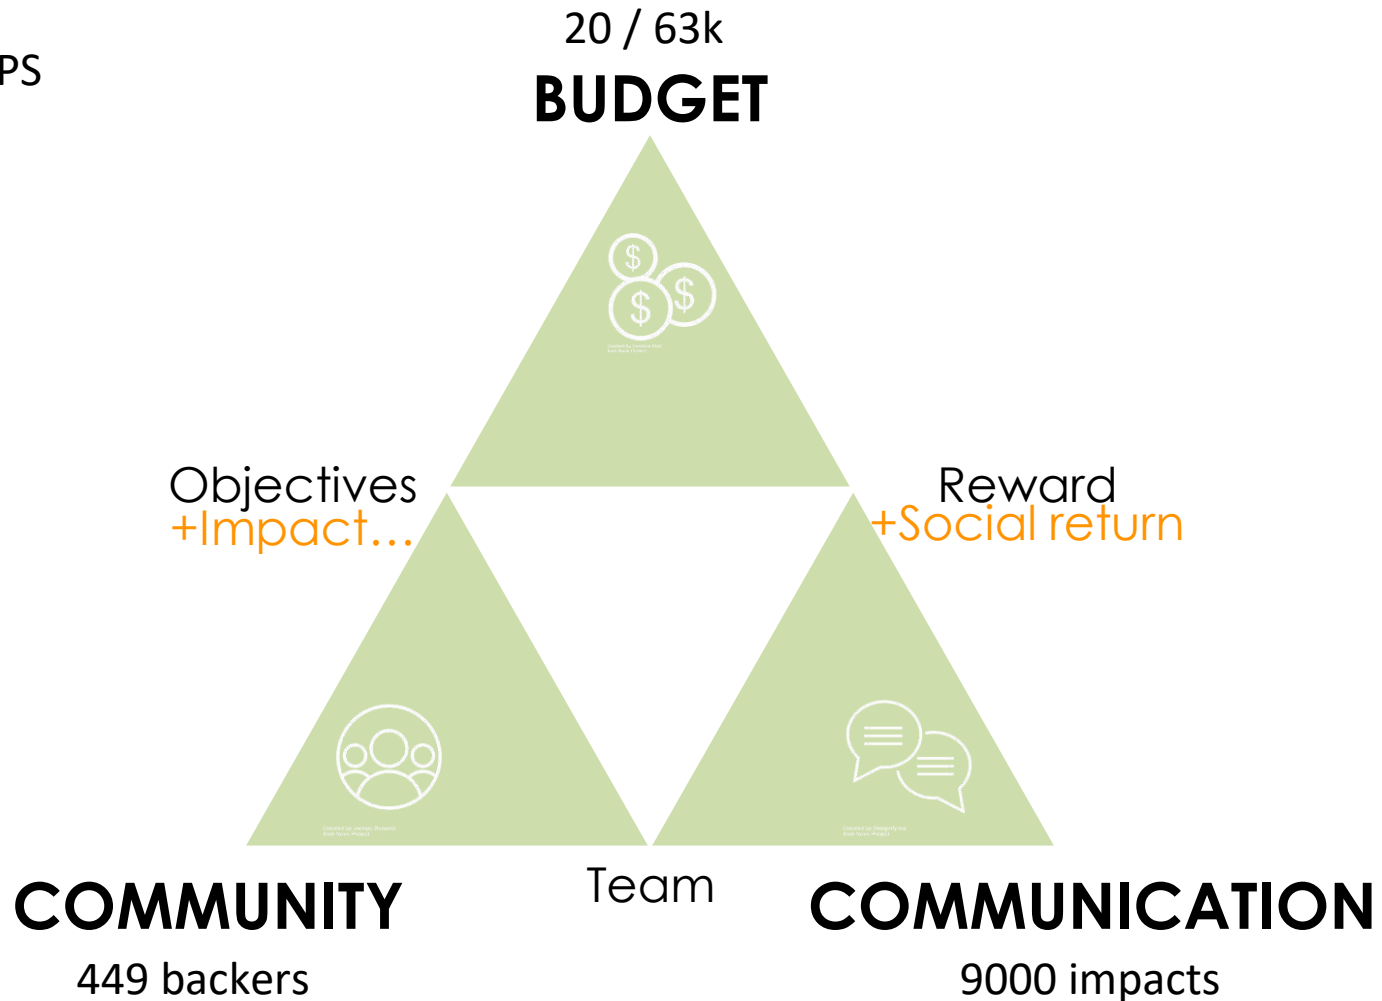 20 / 63k
PS
BUDGET
Objectives
+Impact...
Reward
+Social return
Team
COMMUNITY
COMMUNICATION
449 backers
9000 impacts